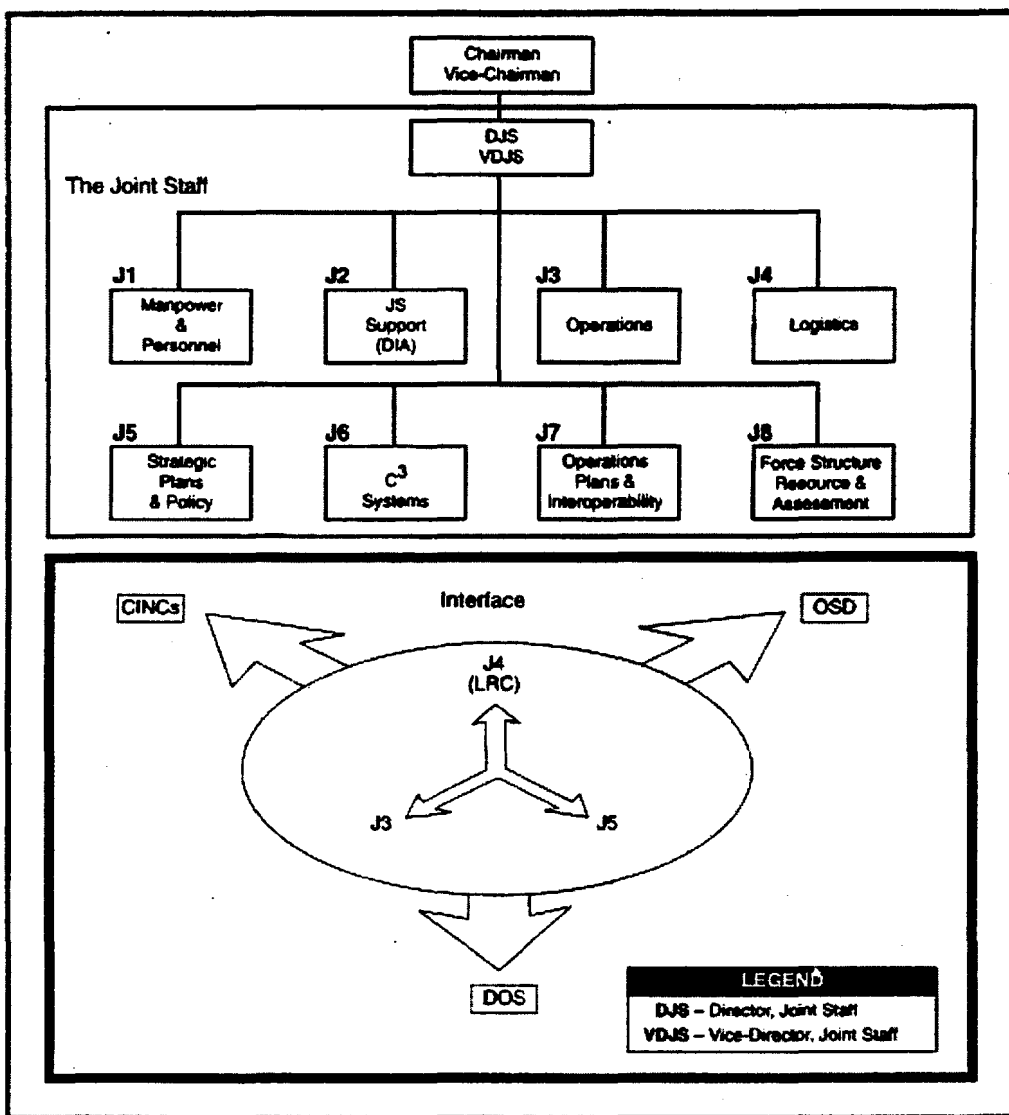 Chairman
Vice-Chairman
DJS
VDJS
The Joint Staff
J1
Manpower
&
Personnel
J2
JS
Support
(DIA)
J3
Operations
J4
Logistics
J5
Strategic
Plans
& Policy
J6
C³
Systems
J7
Operations
Plans &
Interoperability
J8
Force Structure
Resource &
Assessment
CINCs
Interface
OSD
J4
(LRC)
J3
J5
DOS
LEGEND
DJS – Director, Joint Staff
VDJS – Vice-Director, Joint Staff